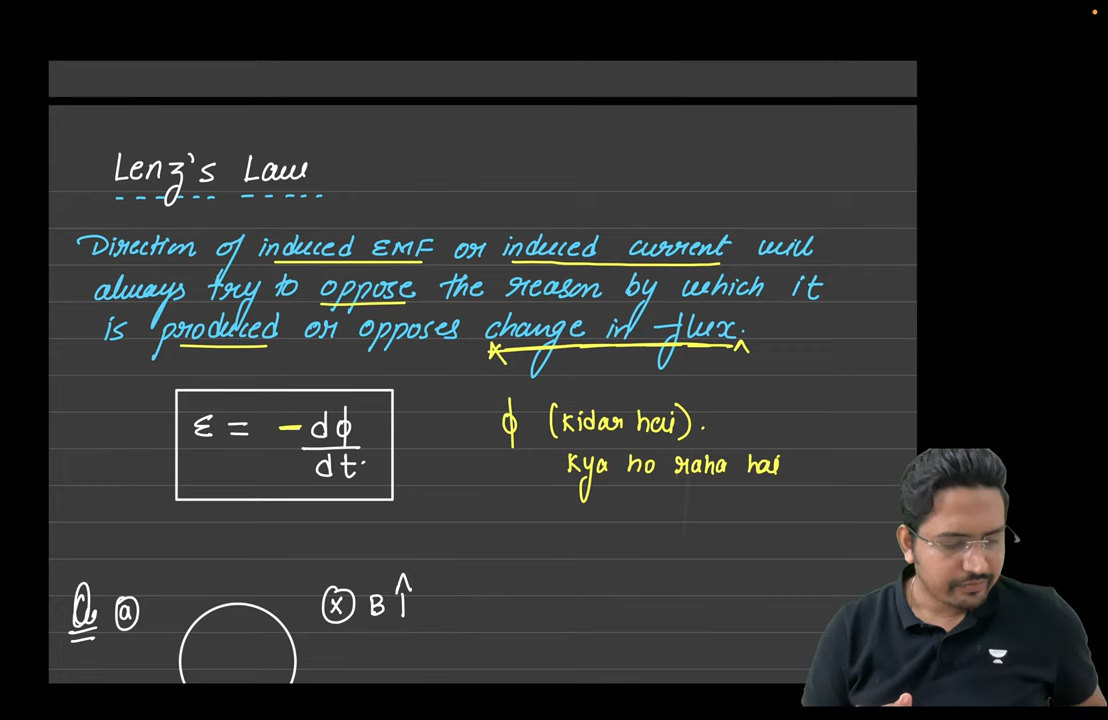 Lenz's Law
Direction of induced EMF or induced current will
always try to oppose the reason by which it
is produced or opposes change in flux.
ε = - dϕ
dt
ϕ (kidar hai).
kya ho raha hai
Q a x B ↑